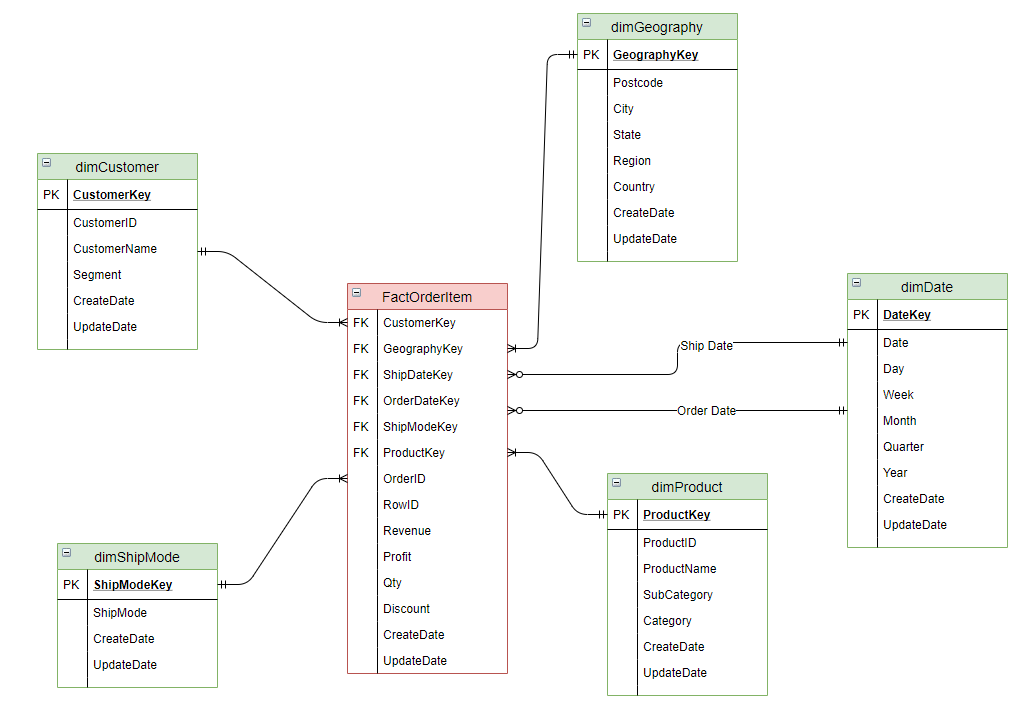 dimGeography
PK GeographyKey
Postcode
City
State
Region
Country
CreateDate
UpdateDate
dimCustomer
PK CustomerKey
CustomerID
CustomerName
Segment
CreateDate
UpdateDate
FactOrderItem
FK CustomerKey
FK GeographyKey
FK ShipDateKey
FK OrderDateKey
FK ShipModeKey
FK ProductKey
OrderID
RowID
Revenue
Profit
Qty
Discount
CreateDate
UpdateDate
Ship Date
Order Date
dimDate
PK DateKey
Date
Day
Week
Month
Quarter
Year
CreateDate
UpdateDate
dimProduct
PK ProductKey
ProductID
ProductName
SubCategory
Category
CreateDate
UpdateDate
dimShipMode
PK ShipModeKey
ShipMode
CreateDate
UpdateDate